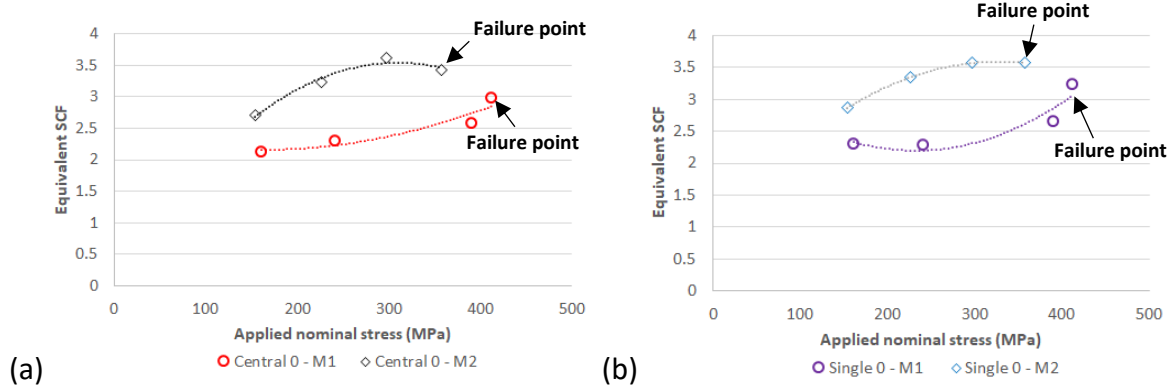 Failure point
4
3.5
3
2.5
2
1.5
1
0.5
0
Equivalent SCF
Failure point
0 100 200 300 400 500
Applied nominal stress (MPa)
Central 0 - M1 Central 0 - M2
(a)
Failure point
4
3.5
3
2.5
2
1.5
1
0.5
0
Equivalent SCF
Failure point
0 100 200 300 400 500
Applied nominal stress (MPa)
Single 0 - M1 Single 0 - M2
(b)